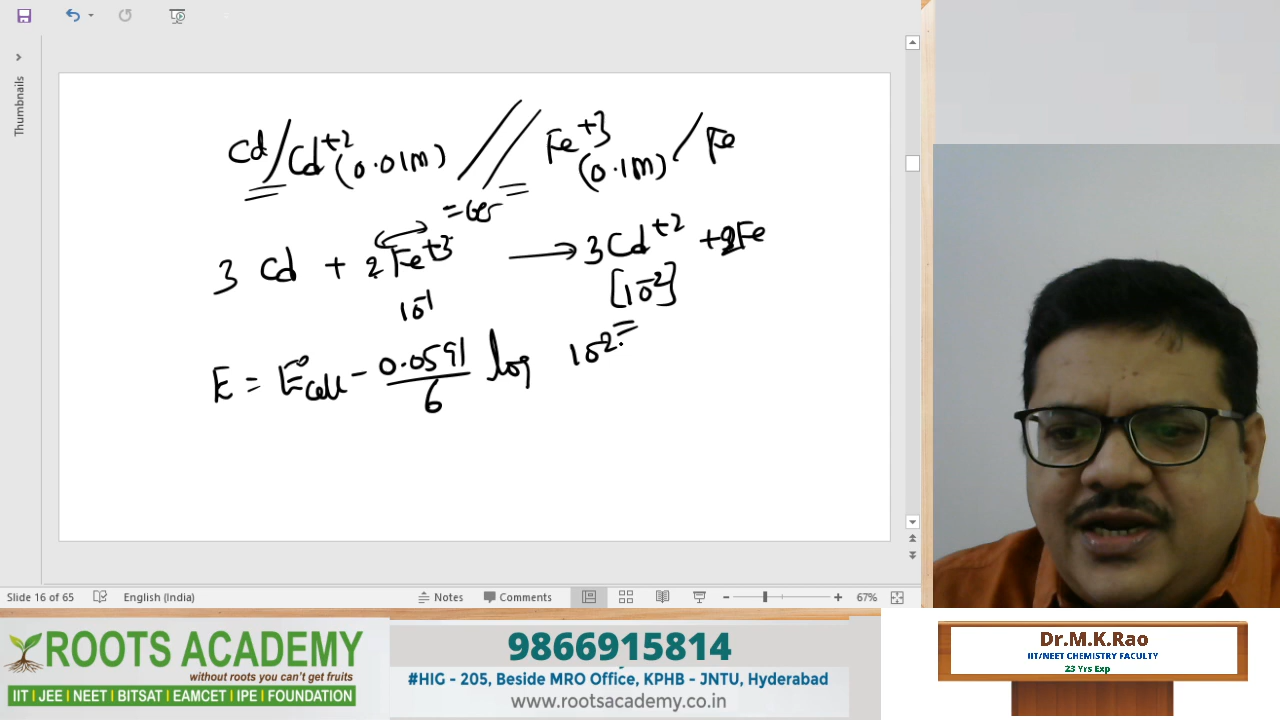 Thumbnails
Cd/Cd+2(0.01M) // Fe+3(0.1M)/Fe
= 6e-
3 Cd + 2Fe+3 → 3Cd+2 + 2Fe
10-1 [10-2]
E = E°cell - 0.0591/6 log 10-2
Slide 16 of 65 English (India) Notes Comments 67%
ROOTS ACADEMY
without roots you can't get fruits
IIT I JEE I NEET I BITSAT I EAMCET I IPE I FOUNDATION
9866915814
#HIG - 205, Beside MRO Office, KPHB - JNTU, Hyderabad
www.rootsacademy.co.in
Dr.M.K.Rao
IIT/NEET CHEMISTRY FACULTY
23 Yrs Exp